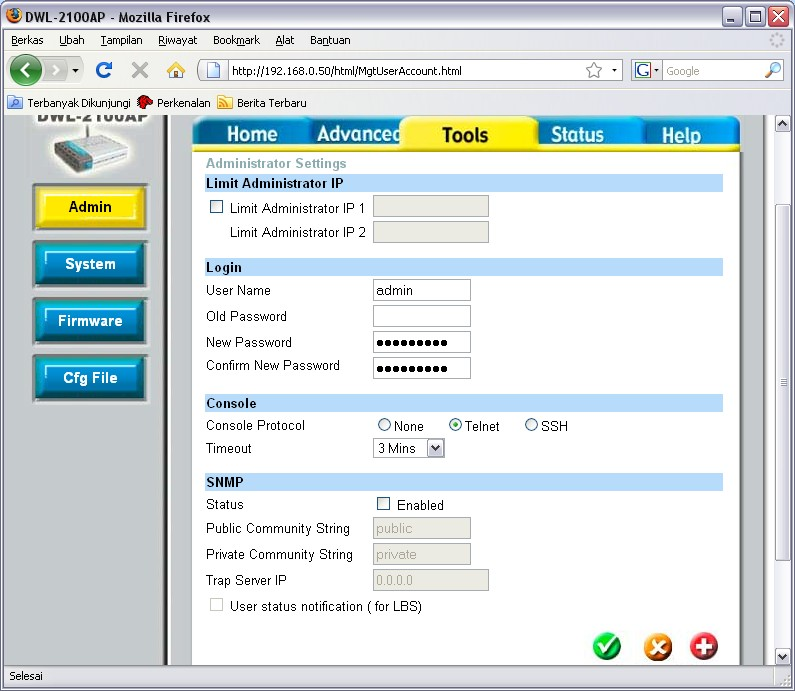 DWL-2100AP - Mozilla Firefox
Berkas Ubah Tampilan Riwayat Bookmark Alat Bantuan
http://192.168.0.50/html/MgtUserAccount.html
G Google
Terbanyak Dikunjungi Perkenalan Berita Terbaru
DWL-2100AP
Home Advanced Tools Status Help
Administrator Settings
Limit Administrator IP
Limit Administrator IP 1
Limit Administrator IP 2
Admin
System
Firmware
Cfg File
Login
User Name admin
Old Password
New Password ●●●●●●●●●
Confirm New Password ●●●●●●●●●
Console
Console Protocol None Telnet SSH
Timeout 3 Mins
SNMP
Status Enabled
Public Community String public
Private Community String private
Trap Server IP 0.0.0.0
User status notification ( for LBS)
Selesai